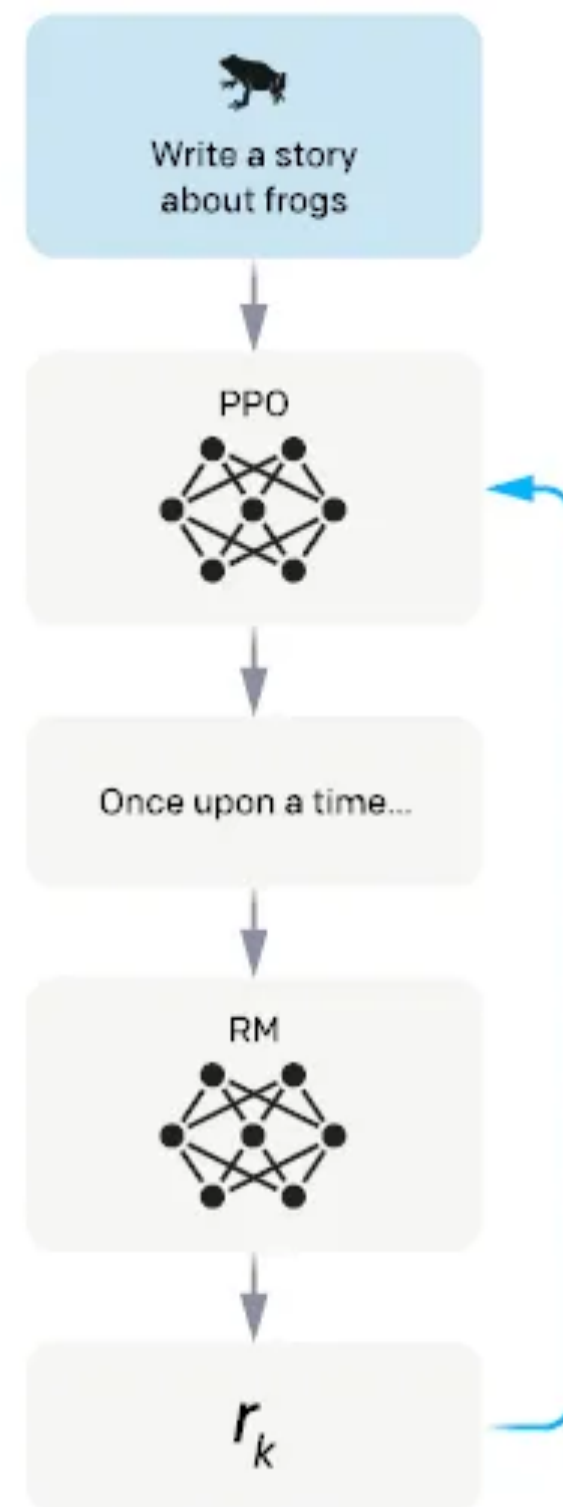 Write a story
about frogs
PPO
Once upon a time...
RM
r_k